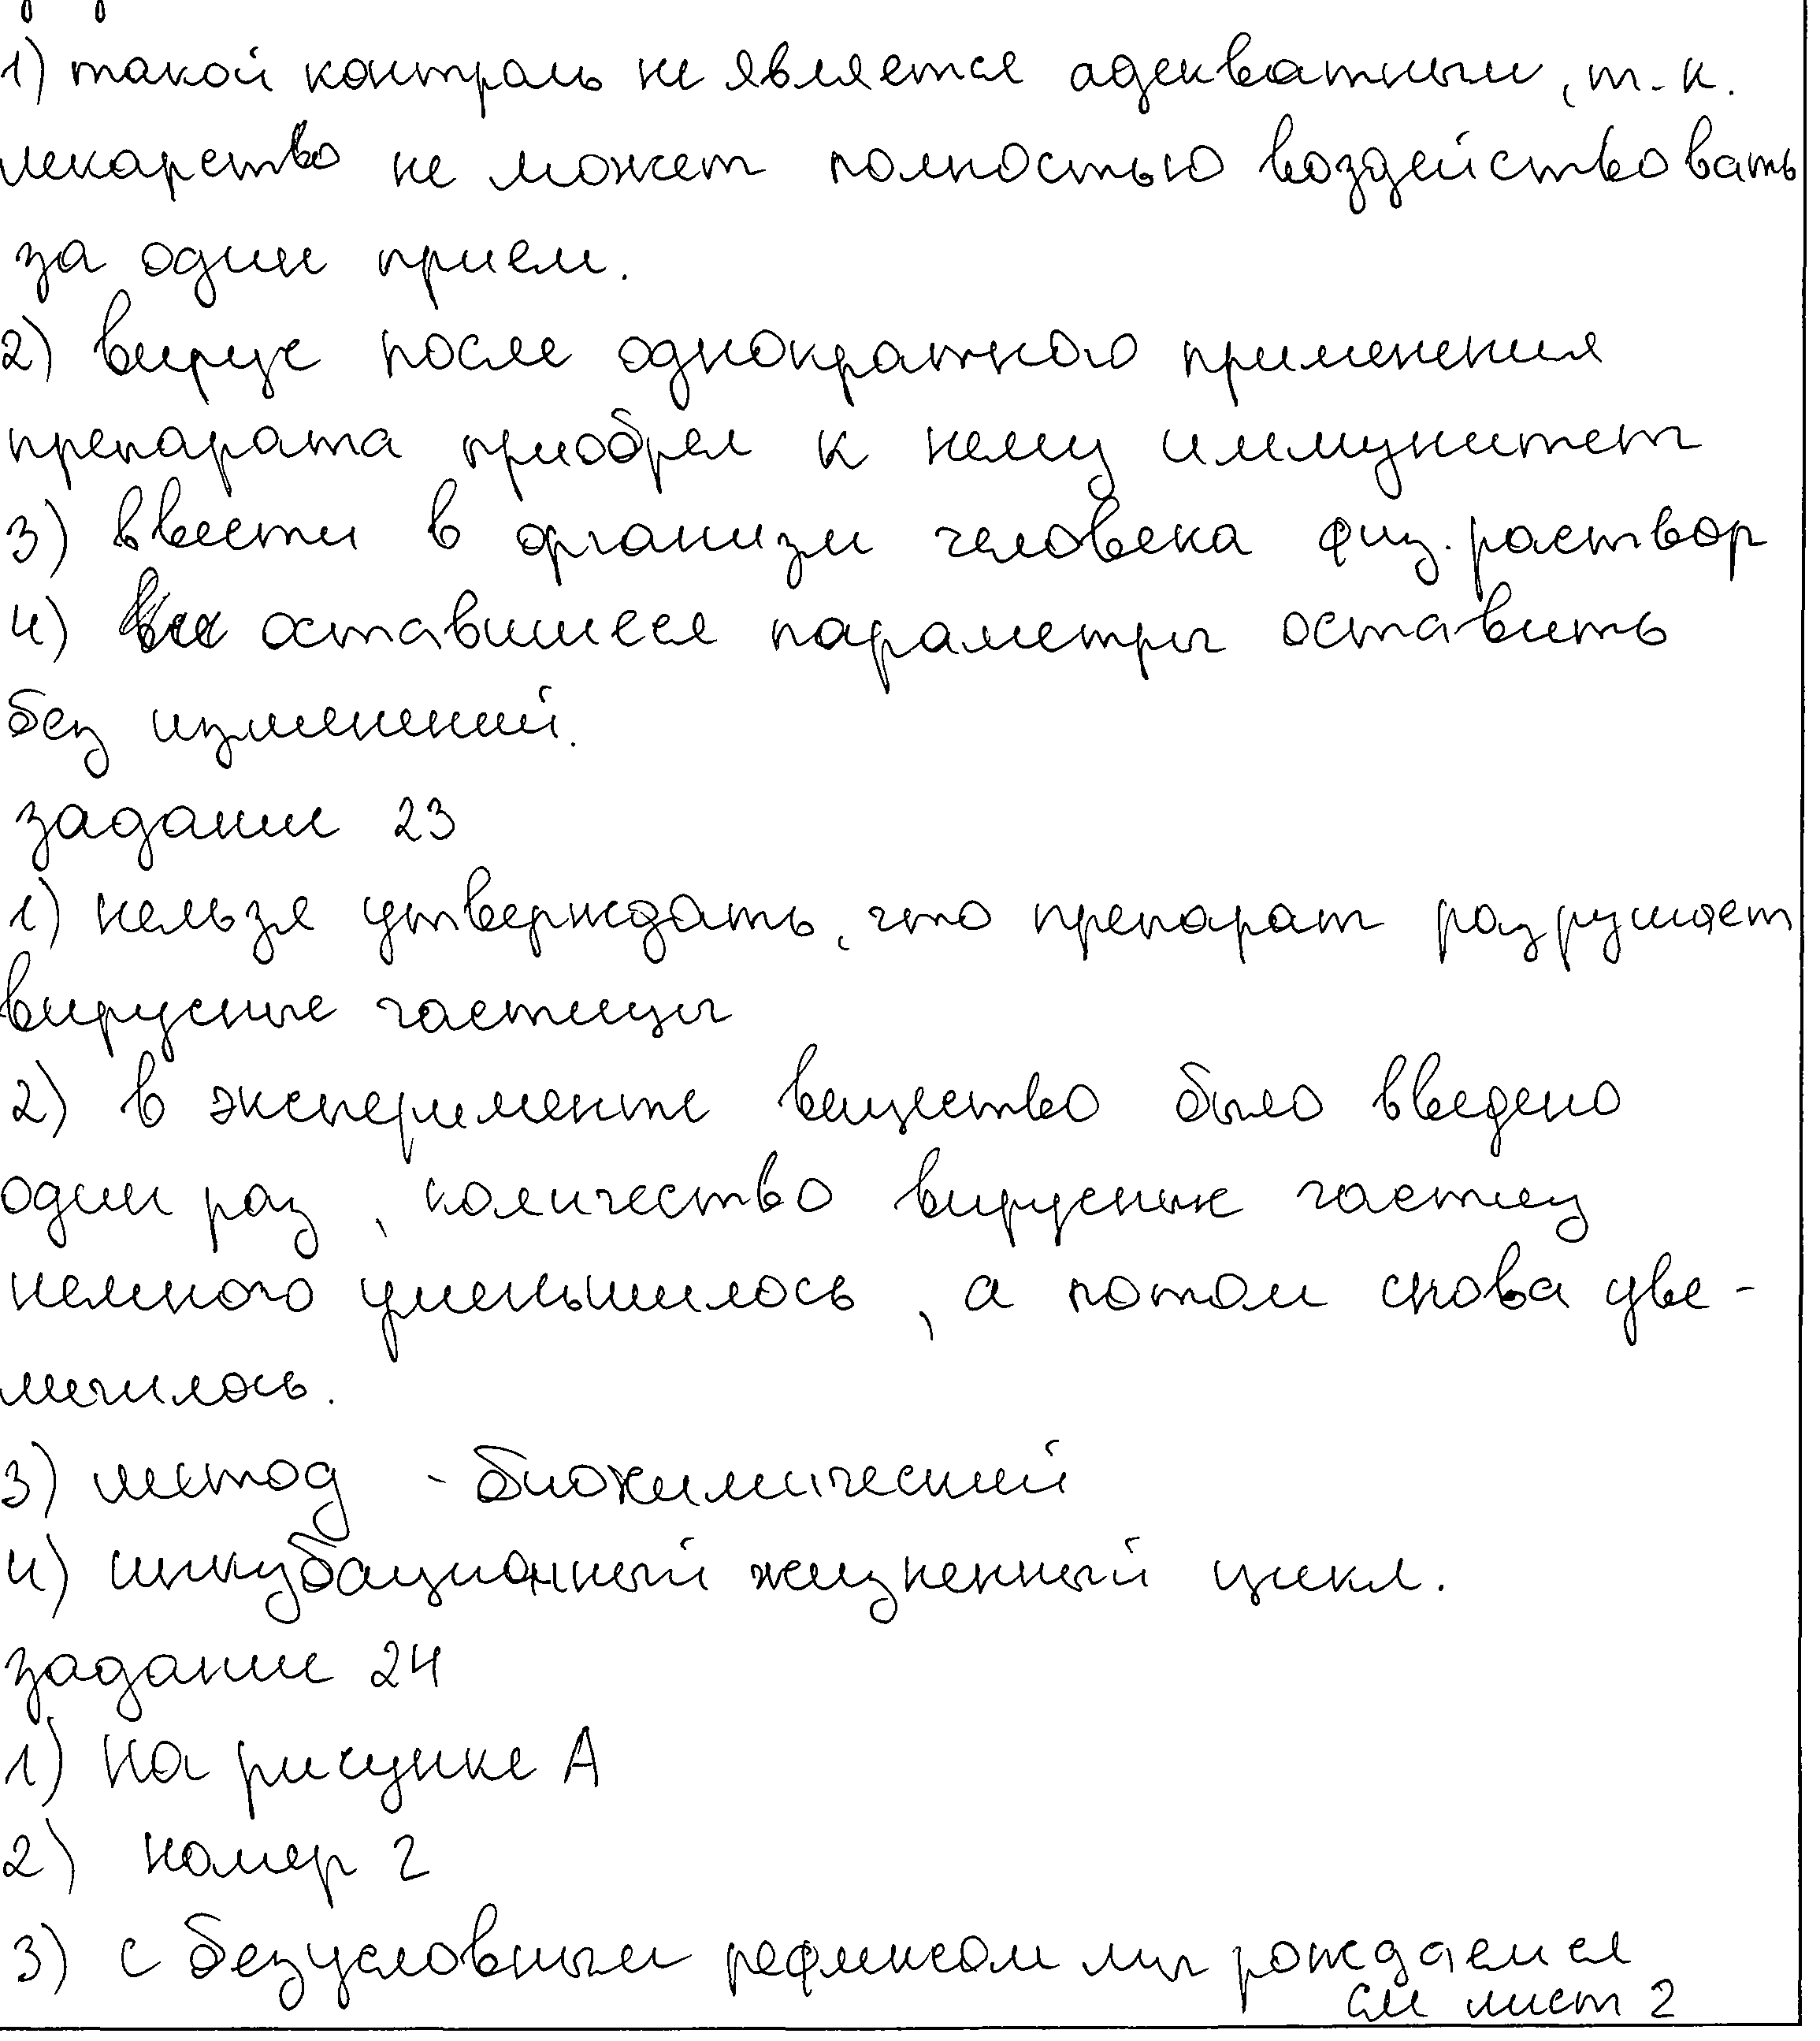 1) такой контроль не является адекватным, т.к.
лекарство не может полностью воздействовать
за один прием.
2) вирус после однократного применения
препарата приобрел к нему иммунитет
3) ввести в организм человека физ. раствор
4) оставшиеся параметры оставить
без изменений.
задание 23
1) нельзя утверждать, что препарат разрушает
вирусные частицы
2) в эксперименте вещество было введено
один раз, количество вирусных частиц
немного уменьшилось, а потом снова уве-
личилось.
3) метод - биохимический
4) инкубационный жизненный цикл.
задание 24
1) на рисунке А
2) номер 2
3) с безусловным рефлексом мы рождаемся
см лист 2